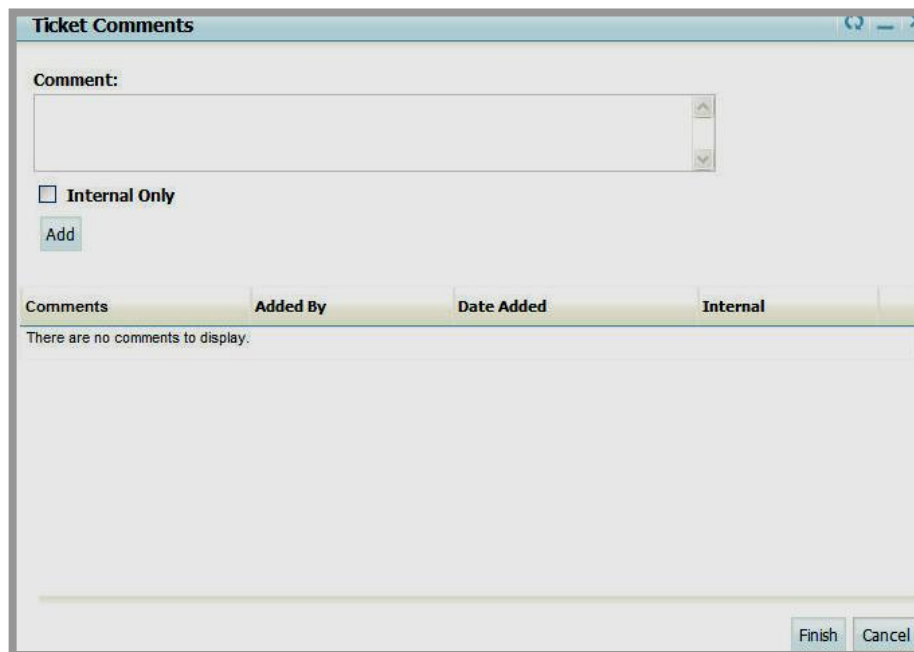 Ticket Comments
Comment:
Internal Only
Add
Comments Added By Date Added Internal
There are no comments to display.
Finish Cancel